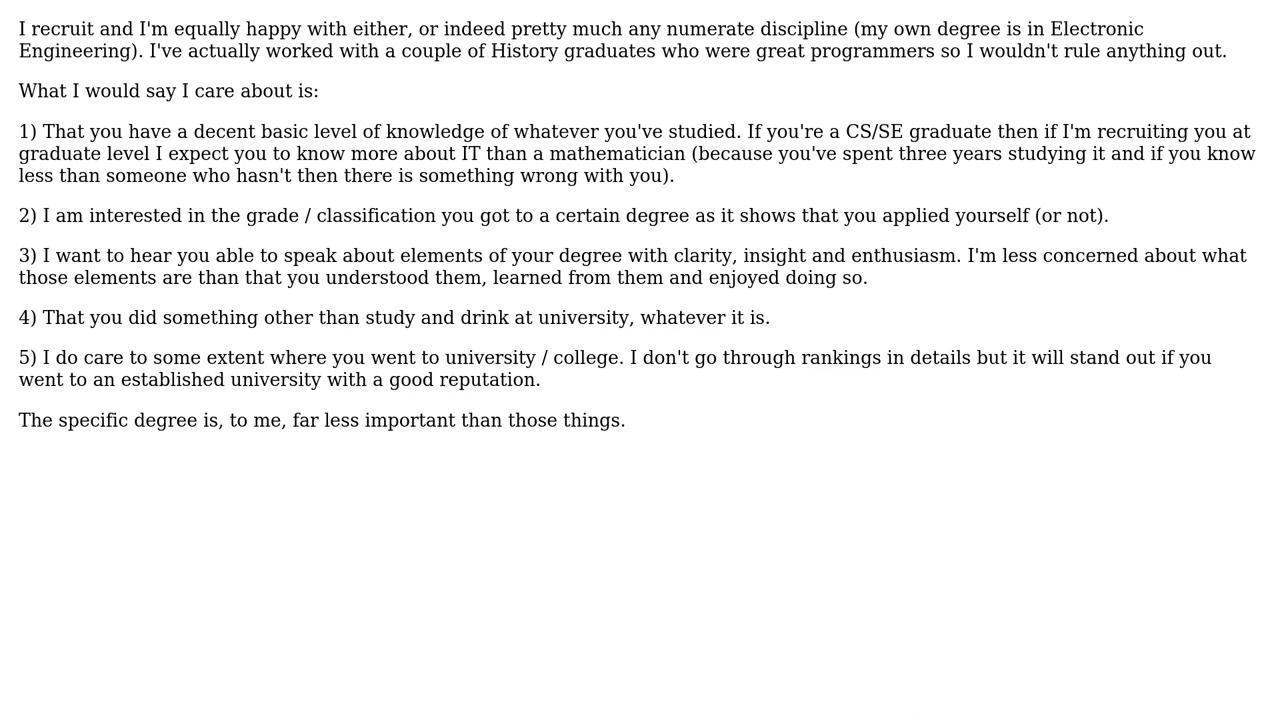 I recruit and I'm equally happy with either, or indeed pretty much any numerate discipline (my own degree is in Electronic
Engineering). I've actually worked with a couple of History graduates who were great programmers so I wouldn't rule anything out.
What I would say I care about is:
1) That you have a decent basic level of knowledge of whatever you've studied. If you're a CS/SE graduate then if I'm recruiting you at
graduate level I expect you to know more about IT than a mathematician (because you've spent three years studying it and if you know
less than someone who hasn't then there is something wrong with you).
2) I am interested in the grade / classification you got to a certain degree as it shows that you applied yourself (or not).
3) I want to hear you able to speak about elements of your degree with clarity, insight and enthusiasm. I'm less concerned about what
those elements are than that you understood them, learned from them and enjoyed doing so.
4) That you did something other than study and drink at university, whatever it is.
5) I do care to some extent where you went to university / college. I don't go through rankings in details but it will stand out if you
went to an established university with a good reputation.
The specific degree is, to me, far less important than those things.